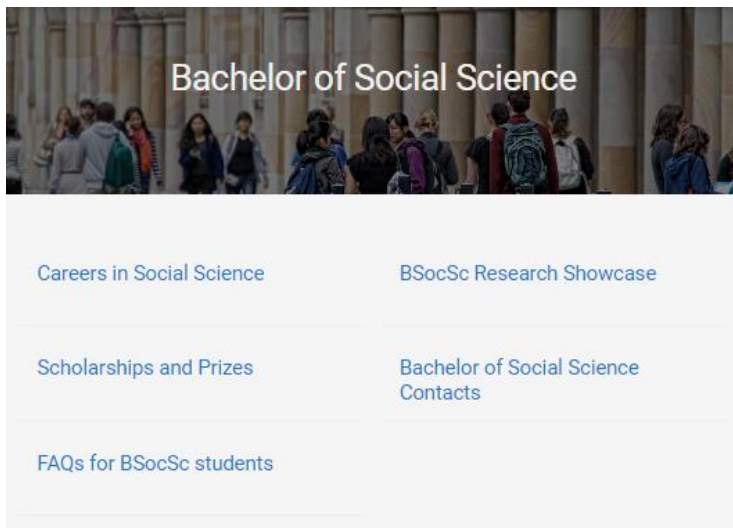 Bachelor of Social Science
Careers in Social Science
BSocSc Research Showcase
Scholarships and Prizes
Bachelor of Social Science
Contacts
FAQs for BSocSc students